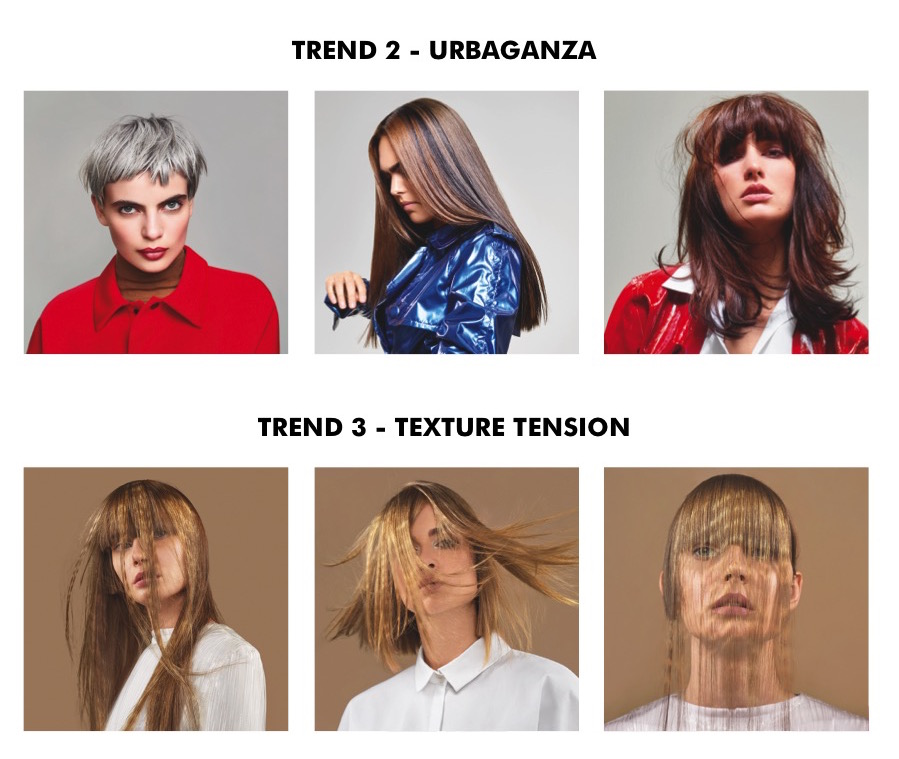 TREND 2 - URBAGANZA
TREND 3 - TEXTURE TENSION